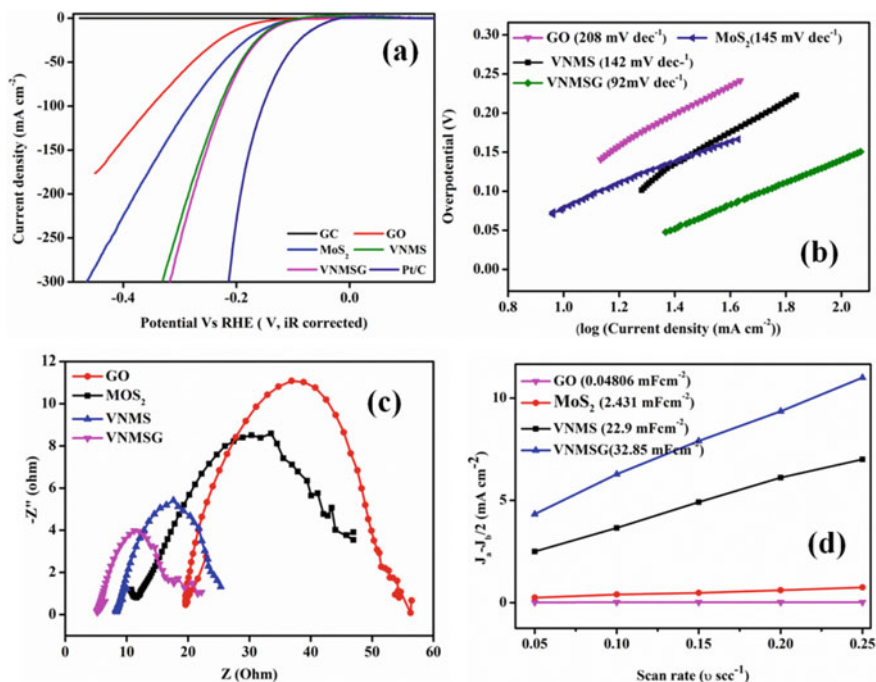 (a)
0
-50
-100
-150
-200
-250
-300
Current density (mA cm⁻²)
GC GO
MoS₂ VNMS
VNMSG Pt/C
-0.4 -0.2 0.0
Potential Vs RHE ( V, iR corrected)
GO (208 mV dec⁻¹) MoS₂(145 mV dec⁻¹)
VNMS (142 mV dec-¹)
VNMSG (92mV dec⁻¹)
0.30
0.25
0.20
0.15
0.10
0.05
0.00
Overpotential (V)
(b)
0.8 1.0 1.2 1.4 1.6 1.8 2.0
(log (Current density (mA cm⁻²))
12
10
8
6
4
2
0
-Z" (ohm)
GO
MOS₂
VNMS
VNMSG
(c)
0 10 20 30 40 50 60
Z (Ohm)
GO (0.04806 mFcm⁻²)
MoS₂ (2.431 mFcm⁻²)
VNMS (22.9 mFcm⁻²)
VNMSG(32.85 mFcm⁻²)
10
5
0
Jₐ-J_b/2 (mA cm⁻²)
(d)
0.05 0.10 0.15 0.20 0.25
Scan rate (υ scc⁻¹)